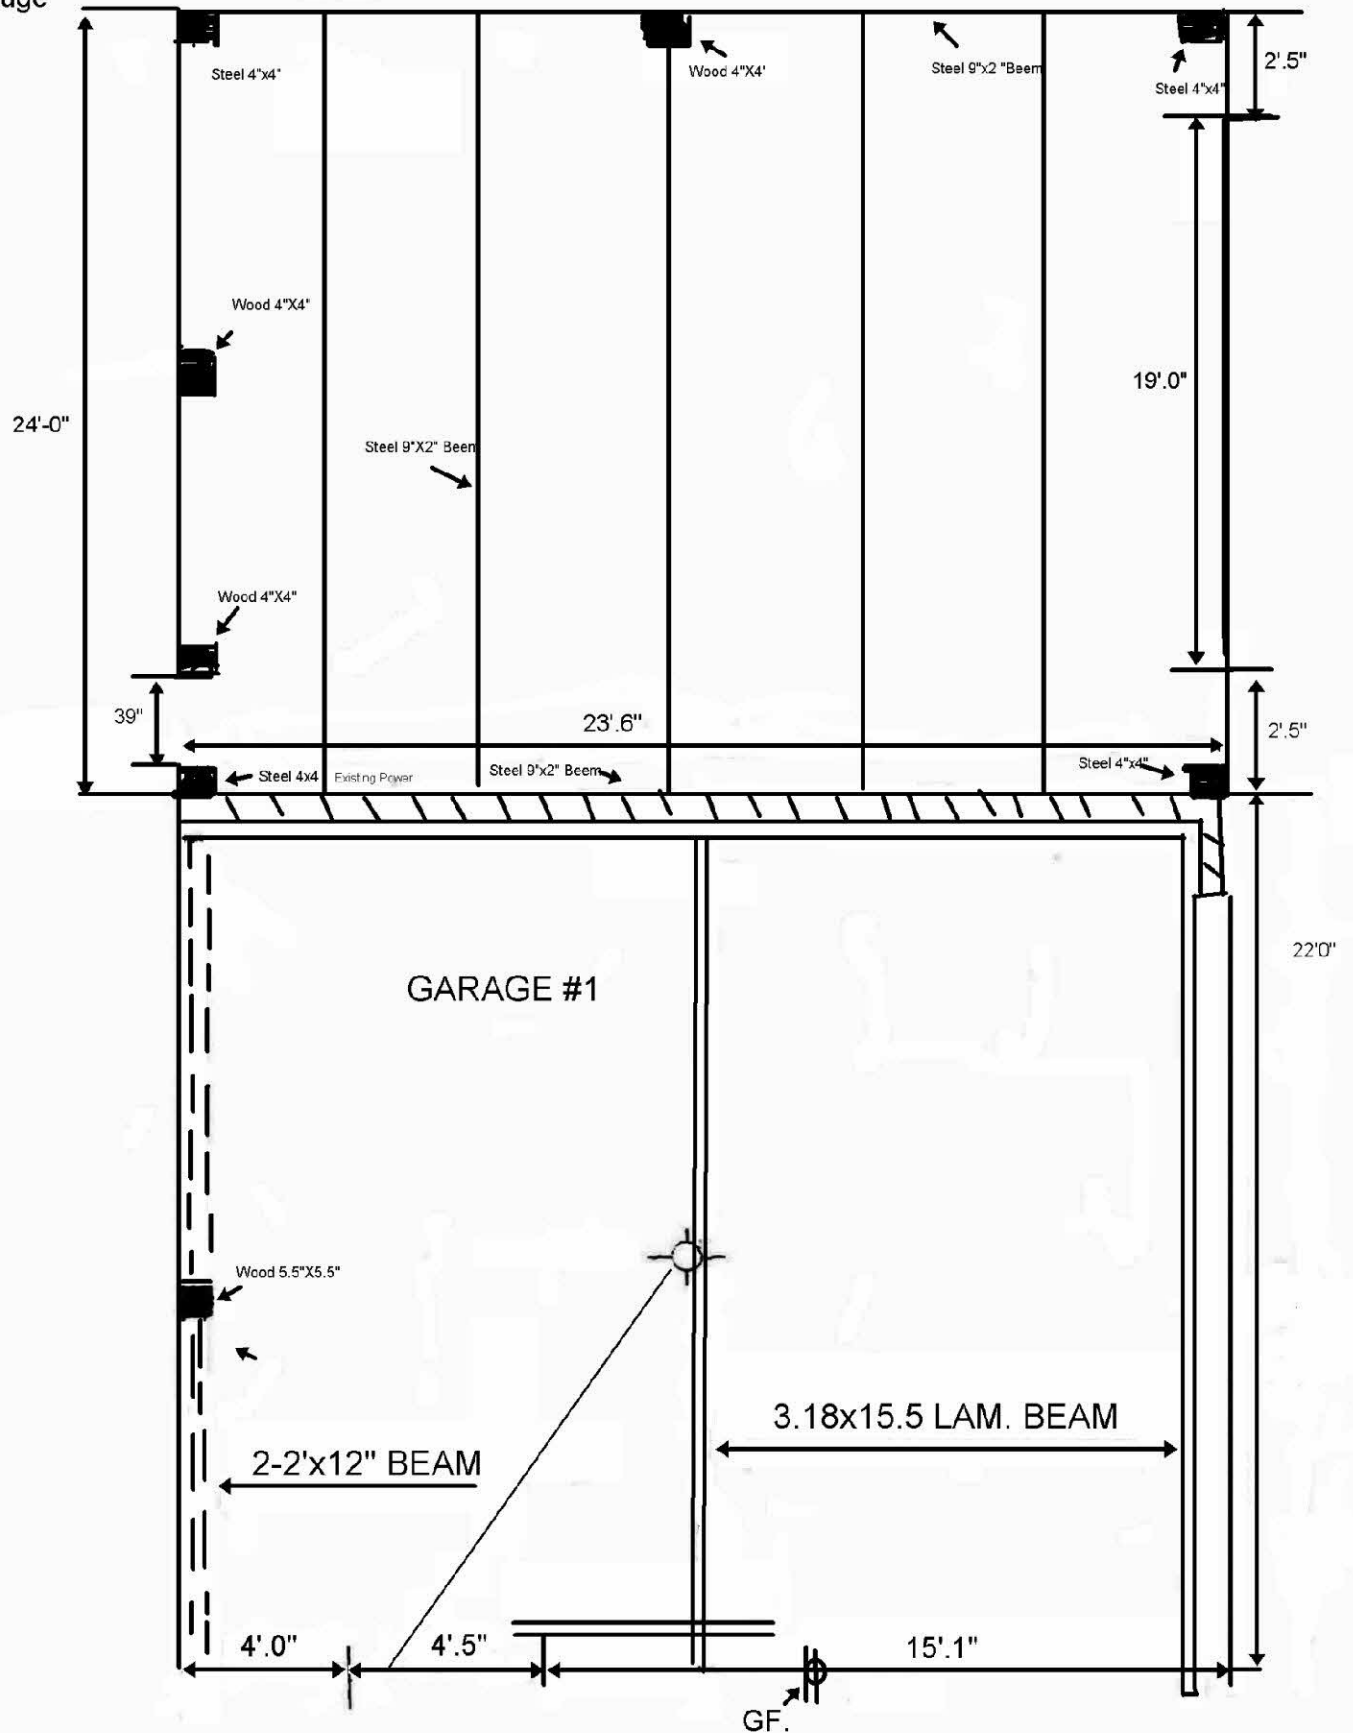 Steel 4"x4"
Wood 4"X4'
Steel 9"x2 "Beem
Steel 4"x4"
2'.5"
Wood 4"X4"
19'.0"
24'-0"
Steel 9"X2" Been
Wood 4"X4"
39"
23'.6"
2'.5"
Steel 4x4
Existing Power
Steel 9"x2" Beem
Steel 4"x4"
22'0"
GARAGE #1
Wood 5.5"X5.5"
3.18x15.5 LAM. BEAM
2-2'x12" BEAM
4'.0"
4'.5"
15'.1"
GF.